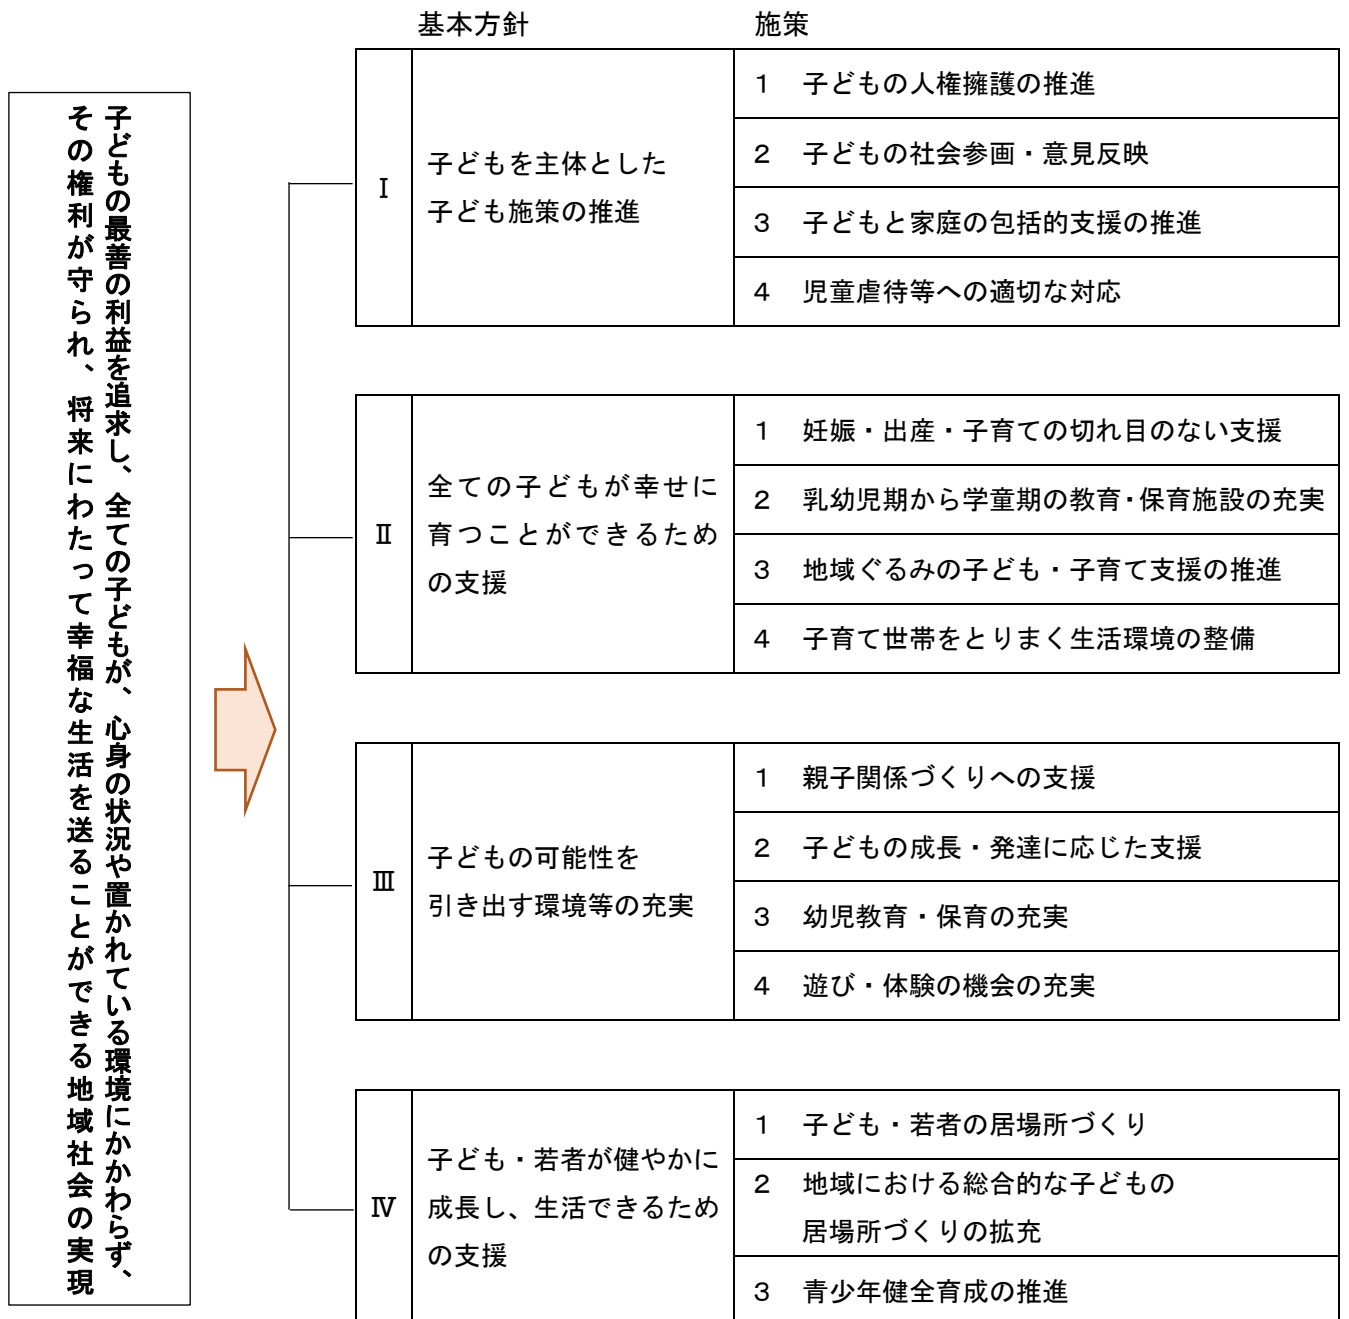 基本方針
施策
子どもの最善の利益を追求し、全ての子どもが、心身の状況や置かれている環境にかかわらず、
その権利が守られ、将来にわたって幸福な生活を送ることができる地域社会の実現
Ⅰ
子どもを主体とした
子ども施策の推進
1 子どもの人権擁護の推進
2 子どもの社会参画・意見反映
3 子どもと家庭の包括的支援の推進
4 児童虐待等への適切な対応
Ⅱ
全ての子どもが幸せに
育つことができるため
の支援
1 妊娠・出産・子育ての切れ目のない支援
2 乳幼児期から学童期の教育・保育施設の充実
3 地域ぐるみの子ども・子育て支援の推進
4 子育て世帯をとりまく生活環境の整備
Ⅲ
子どもの可能性を
引き出す環境等の充実
1 親子関係づくりへの支援
2 子どもの成長・発達に応じた支援
3 幼児教育・保育の充実
4 遊び・体験の機会の充実
Ⅳ
子ども・若者が健やかに
成長し、生活できるため
の支援
1 子ども・若者の居場所づくり
2 地域における総合的な子どもの
居場所づくりの拡充
3 青少年健全育成の推進